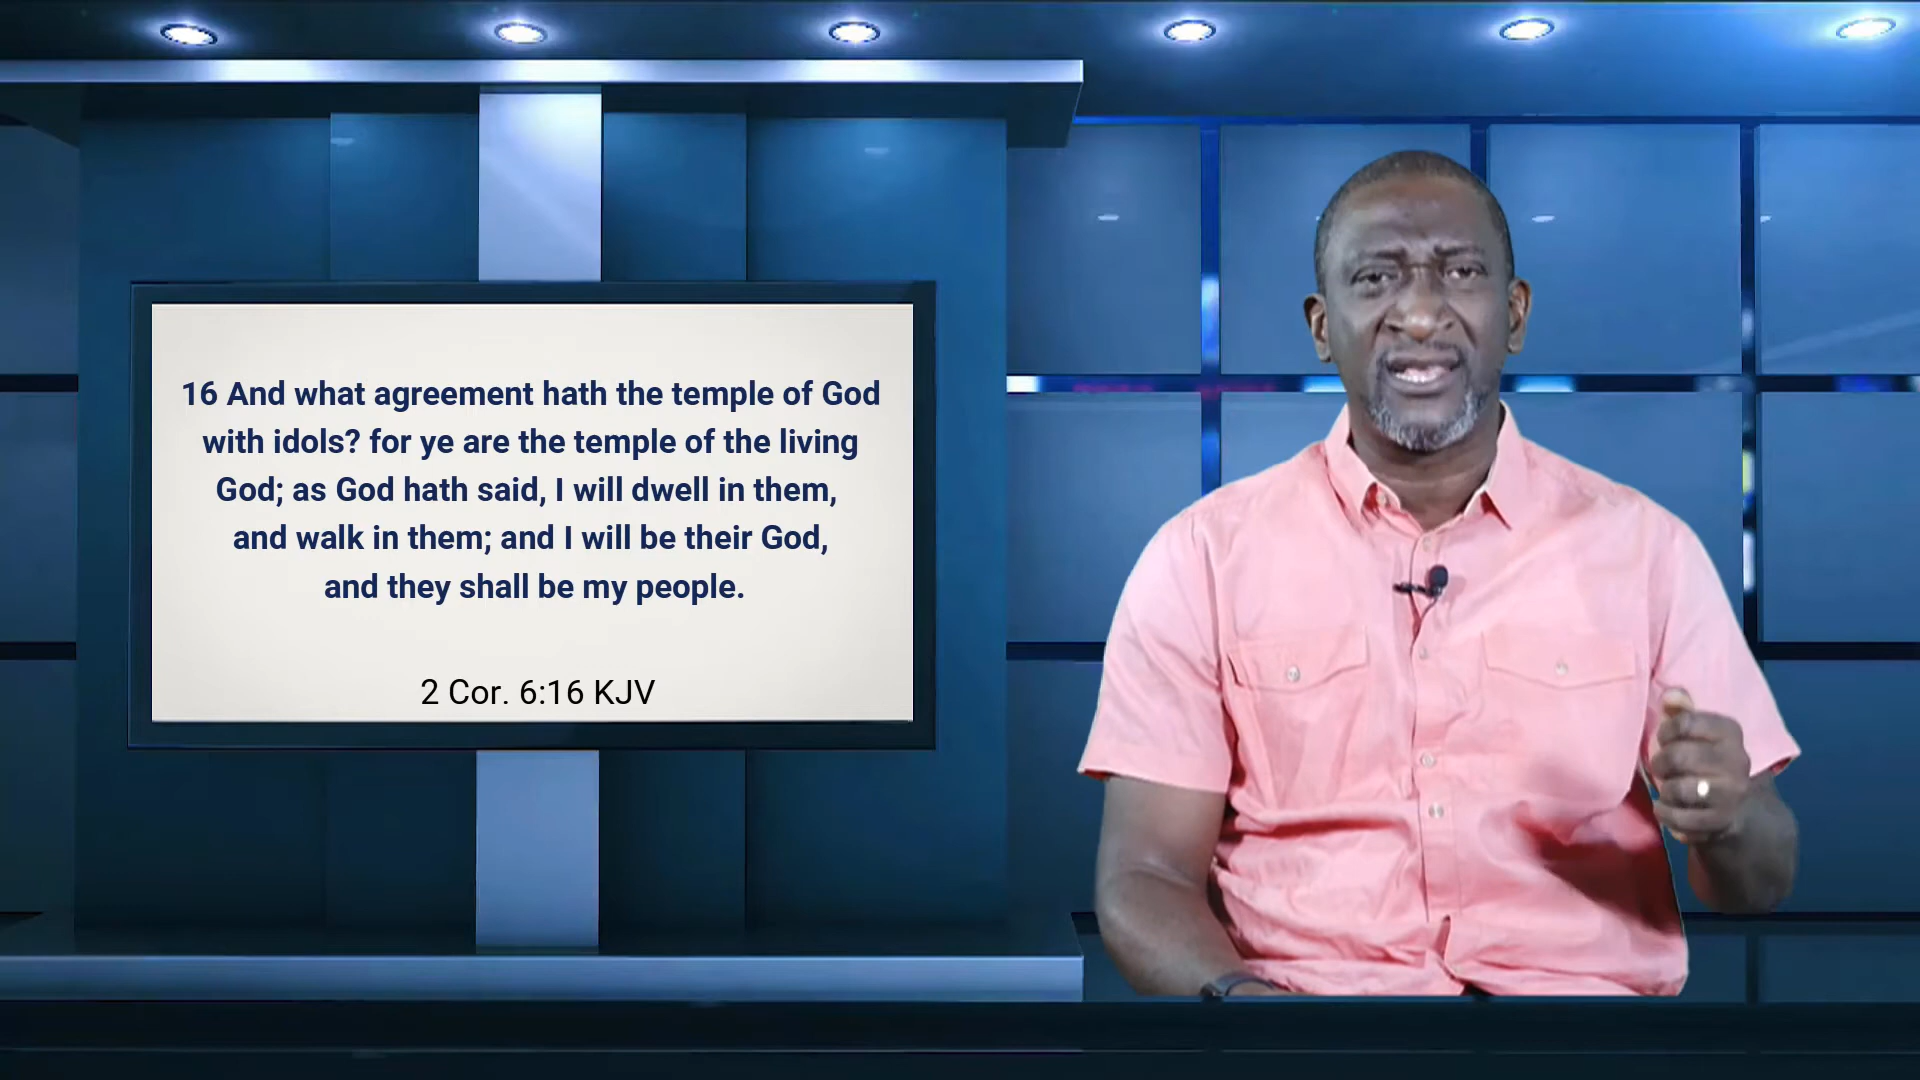 16 And what agreement hath the temple of God
with idols? for ye are the temple of the living
God; as God hath said, I will dwell in them,
and walk in them; and I will be their God,
and they shall be my people.
2 Cor. 6:16 KJV